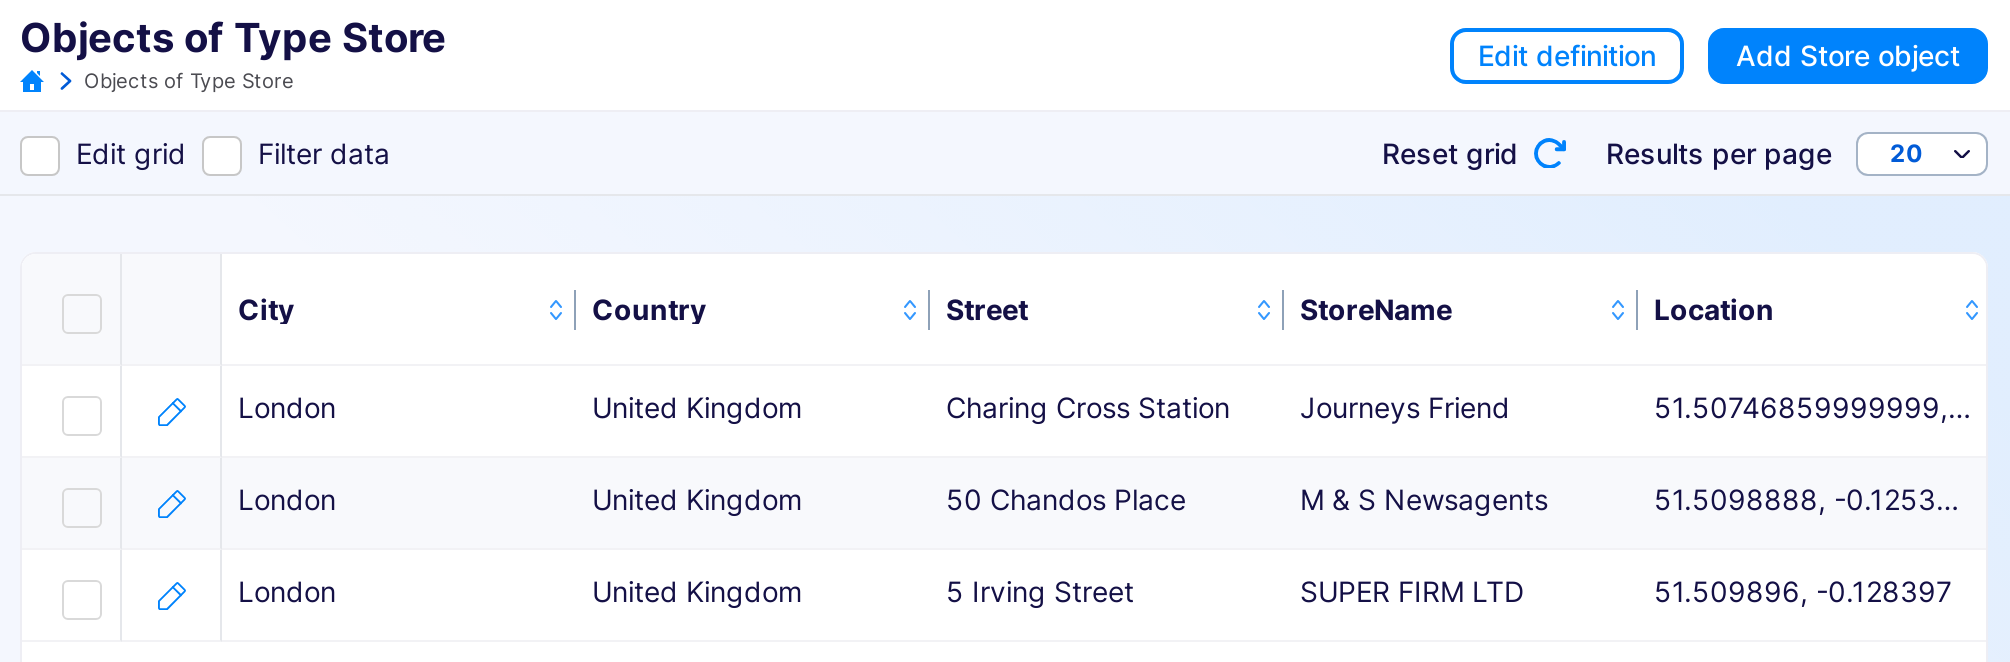 Objects of Type Store
Edit definition
Add Store object
Objects of Type Store
Edit grid
Filter data
Reset grid
Results per page
20
City Country Street StoreName Location
London United Kingdom Charing Cross Station Journeys Friend 51.50746859999999,...
London United Kingdom 50 Chandos Place M & S Newsagents 51.5098888, -0.1253...
London United Kingdom 5 Irving Street SUPER FIRM LTD 51.509896, -0.128397